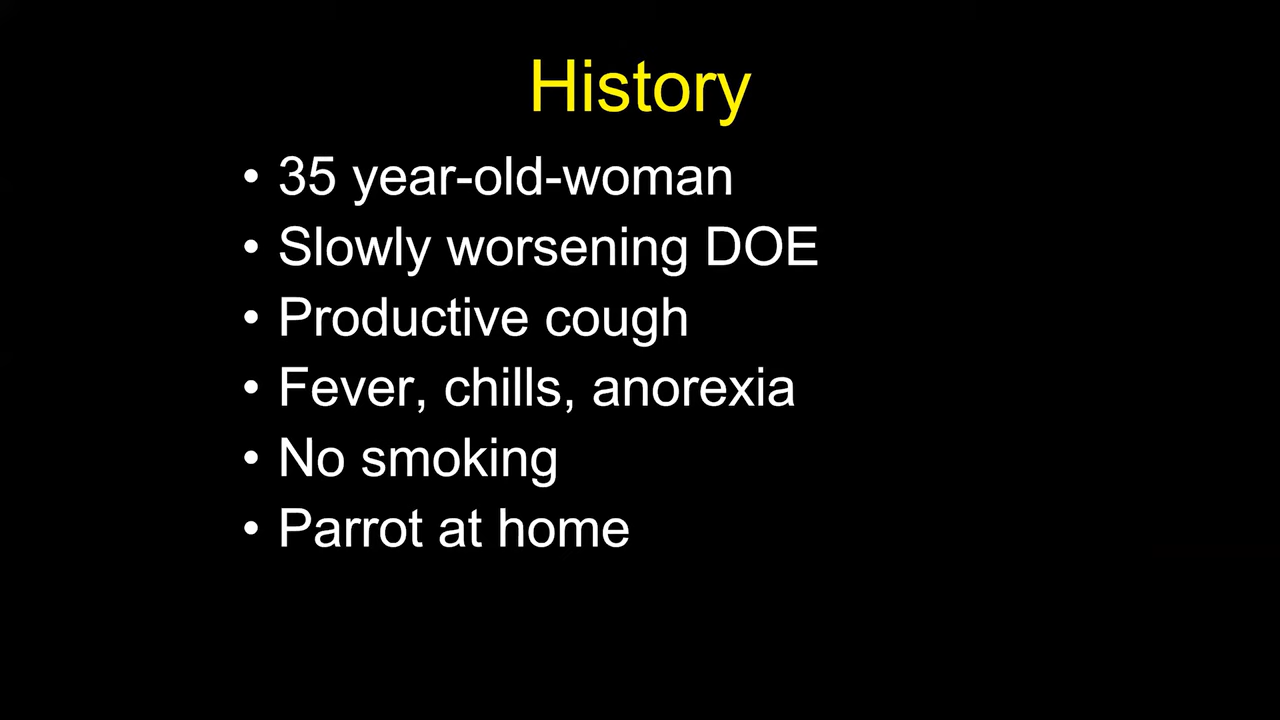 History
• 35 year-old-woman
• Slowly worsening DOE
• Productive cough
• Fever, chills, anorexia
• No smoking
• Parrot at home